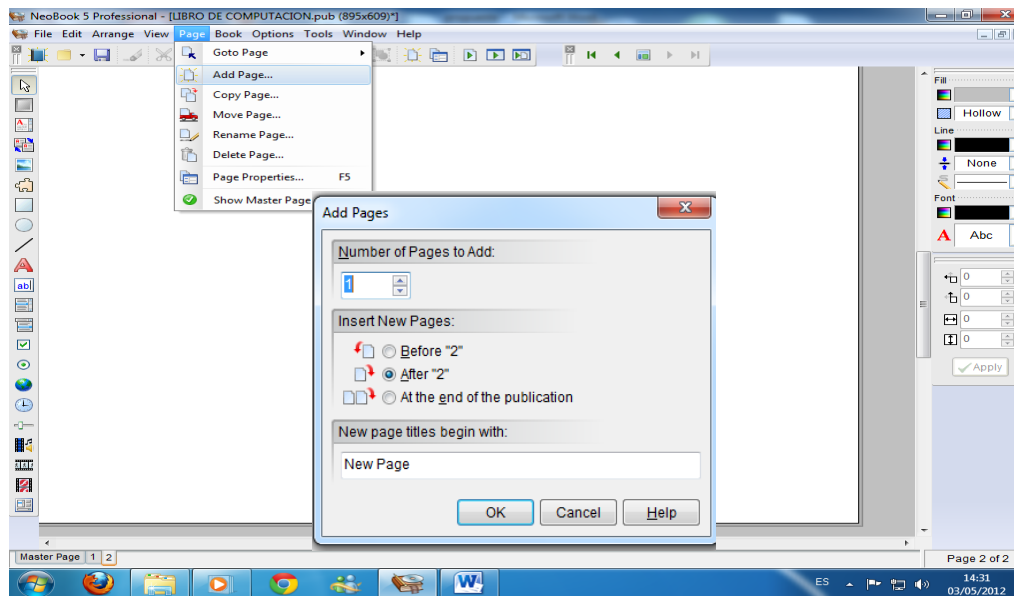 NeoBook 5 Professional - [LIBRO DE COMPUTACION.pub (895x609)*]
File Edit Arrange View Page Book Options Tools Window Help
Goto Page
Add Page...
Copy Page...
Move Page...
Rename Page...
Delete Page...
Page Properties... F5
Show Master Page
Add Pages
Number of Pages to Add:
1
Insert New Pages:
Before "2"
After "2"
At the end of the publication
New page titles begin with:
New Page
OK Cancel Help
Fill
Hollow
Line
None
Font
A Abc
0
0
0
0
Apply
A
A
ab
Master Page 1 2
Page 2 of 2
W
ES
14:31
03/05/2012